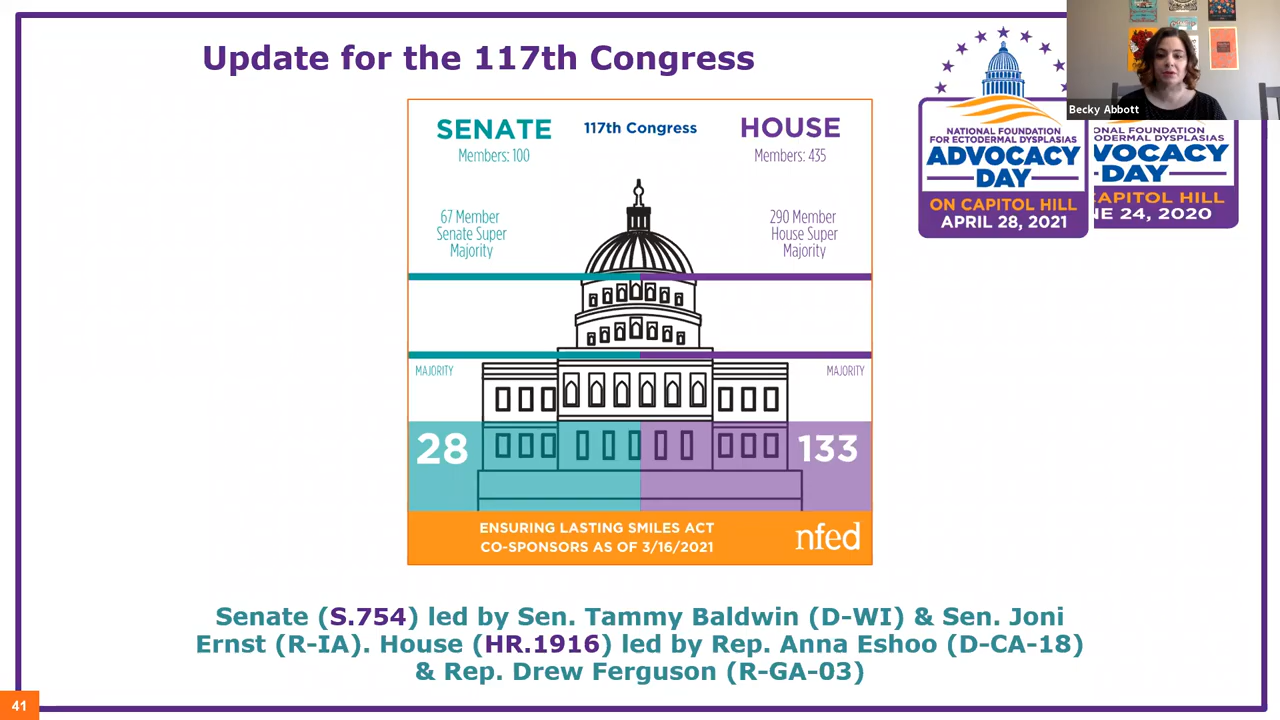 Update for the 117th Congress
SENATE
117th Congress
HOUSE
Members: 100
Members: 435
67 Member
Senate Super
Majority
290 Member
House Super
Majority
MAJORITY
MAJORITY
28
133
ENSURING LASTING SMILES ACT
CO-SPONSORS AS OF 3/16/2021
nfed
Senate (S.754) led by Sen. Tammy Baldwin (D-WI) & Sen. Joni
Ernst (R-IA). House (HR.1916) led by Rep. Anna Eshoo (D-CA-18)
& Rep. Drew Ferguson (R-GA-03)
41
NATIONAL FOUNDATION
FOR ECTODERMAL DYSPLASIAS
ADVOCACY
DAY
ON CAPITOL HILL
APRIL 28, 2021
ONAL FOUNDATION
ODERMAL DYSPLASIAS
VOCACY
DAY
CAPITOL HILL
NE 24, 2020
Becky Abbott